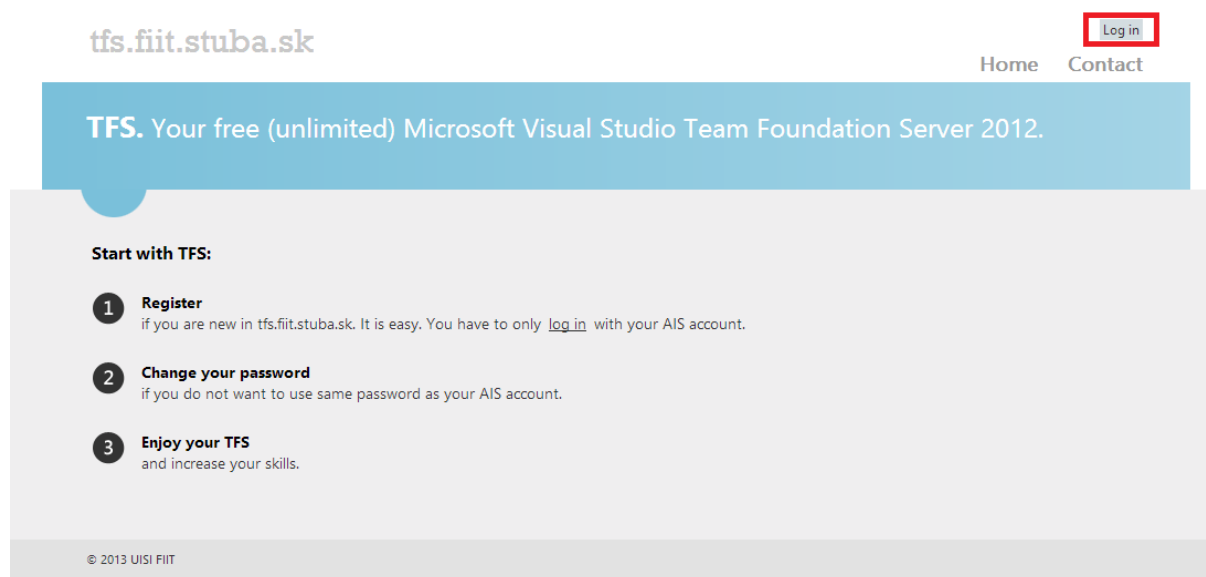 tfs.fiit.stuba.sk
Log in
Home Contact
TFS. Your free (unlimited) Microsoft Visual Studio Team Foundation Server 2012.
Start with TFS:
1 Register
if you are new in tfs.fiit.stuba.sk. It is easy. You have to only log in with your AIS account.
2 Change your password
if you do not want to use same password as your AIS account.
3 Enjoy your TFS
and increase your skills.
© 2013 UISI FIIT